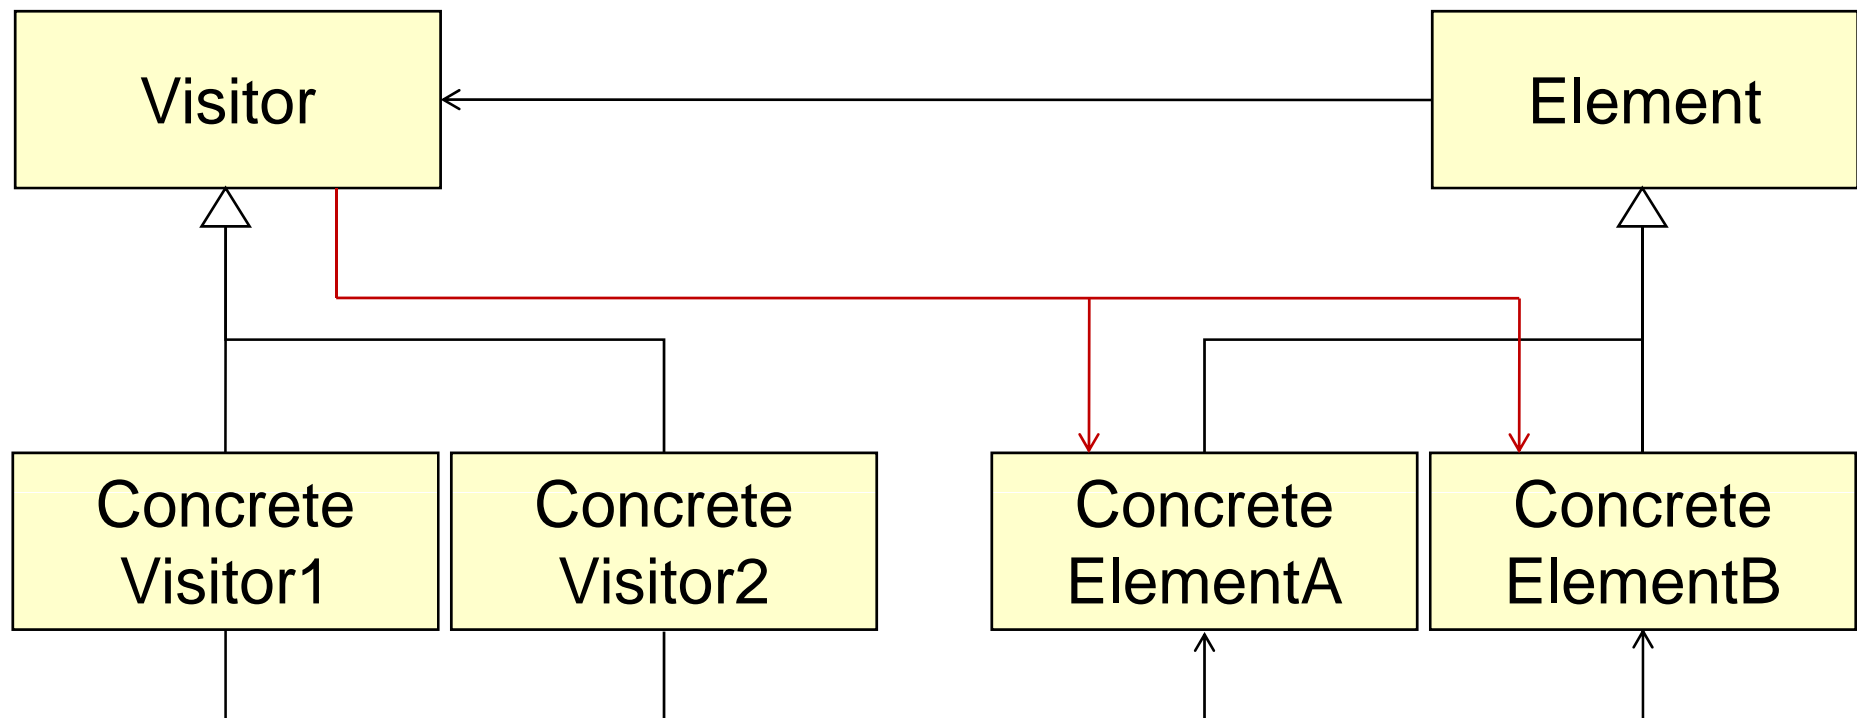 Visitor
Element
Concrete
Visitor1
Concrete
Visitor2
Concrete
ElementA
Concrete
ElementB